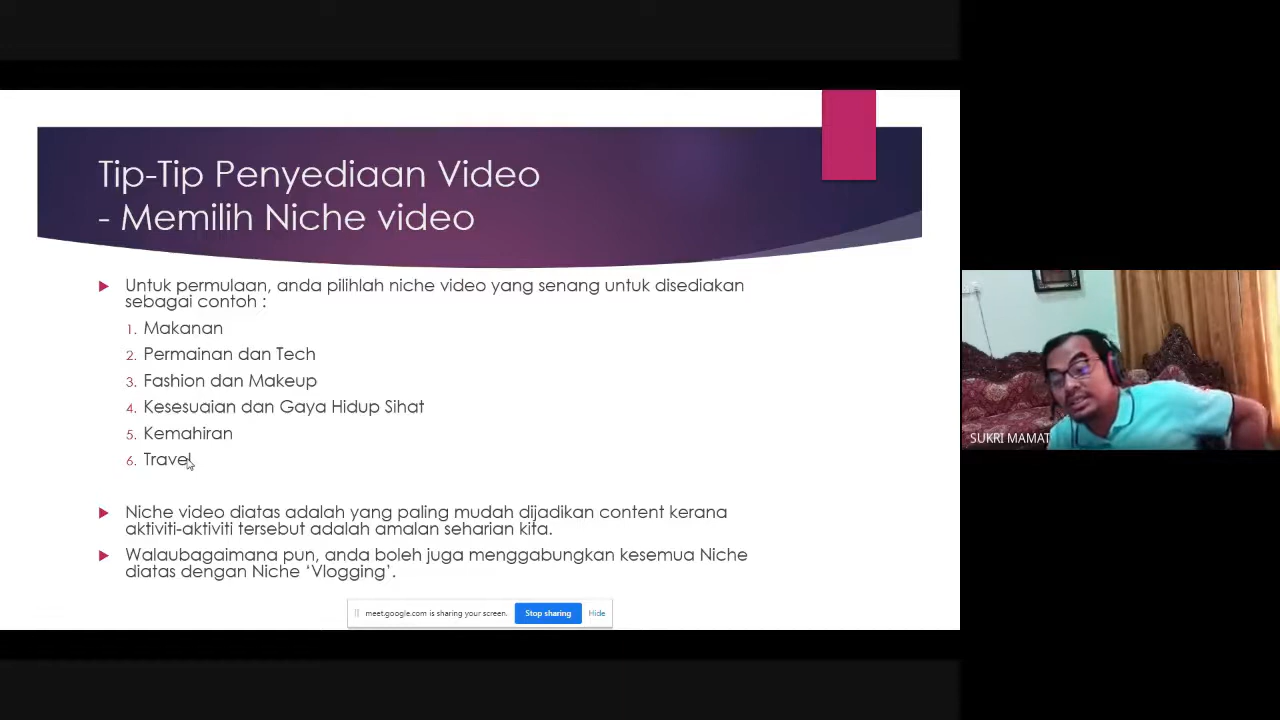 Tip-Tip Penyediaan Video
- Memilih Niche video
Untuk permulaan, anda pilihlah niche video yang senang untuk disediakan
sebagai contoh :
1. Makanan
2. Permainan dan Tech
3. Fashion dan Makeup
4. Kesesuaian dan Gaya Hidup Sihat
5. Kemahiran
6. Travel
Niche video diatas adalah yang paling mudah dijadikan content kerana
aktiviti-aktiviti tersebut adalah amalan seharian kita.
Walaubagaimana pun, anda boleh juga menggabungkan kesemua Niche
diatas dengan Niche ‘Vlogging’.
meet.google.com is sharing your screen. Stop sharing Hide
SUKRI MAMAT